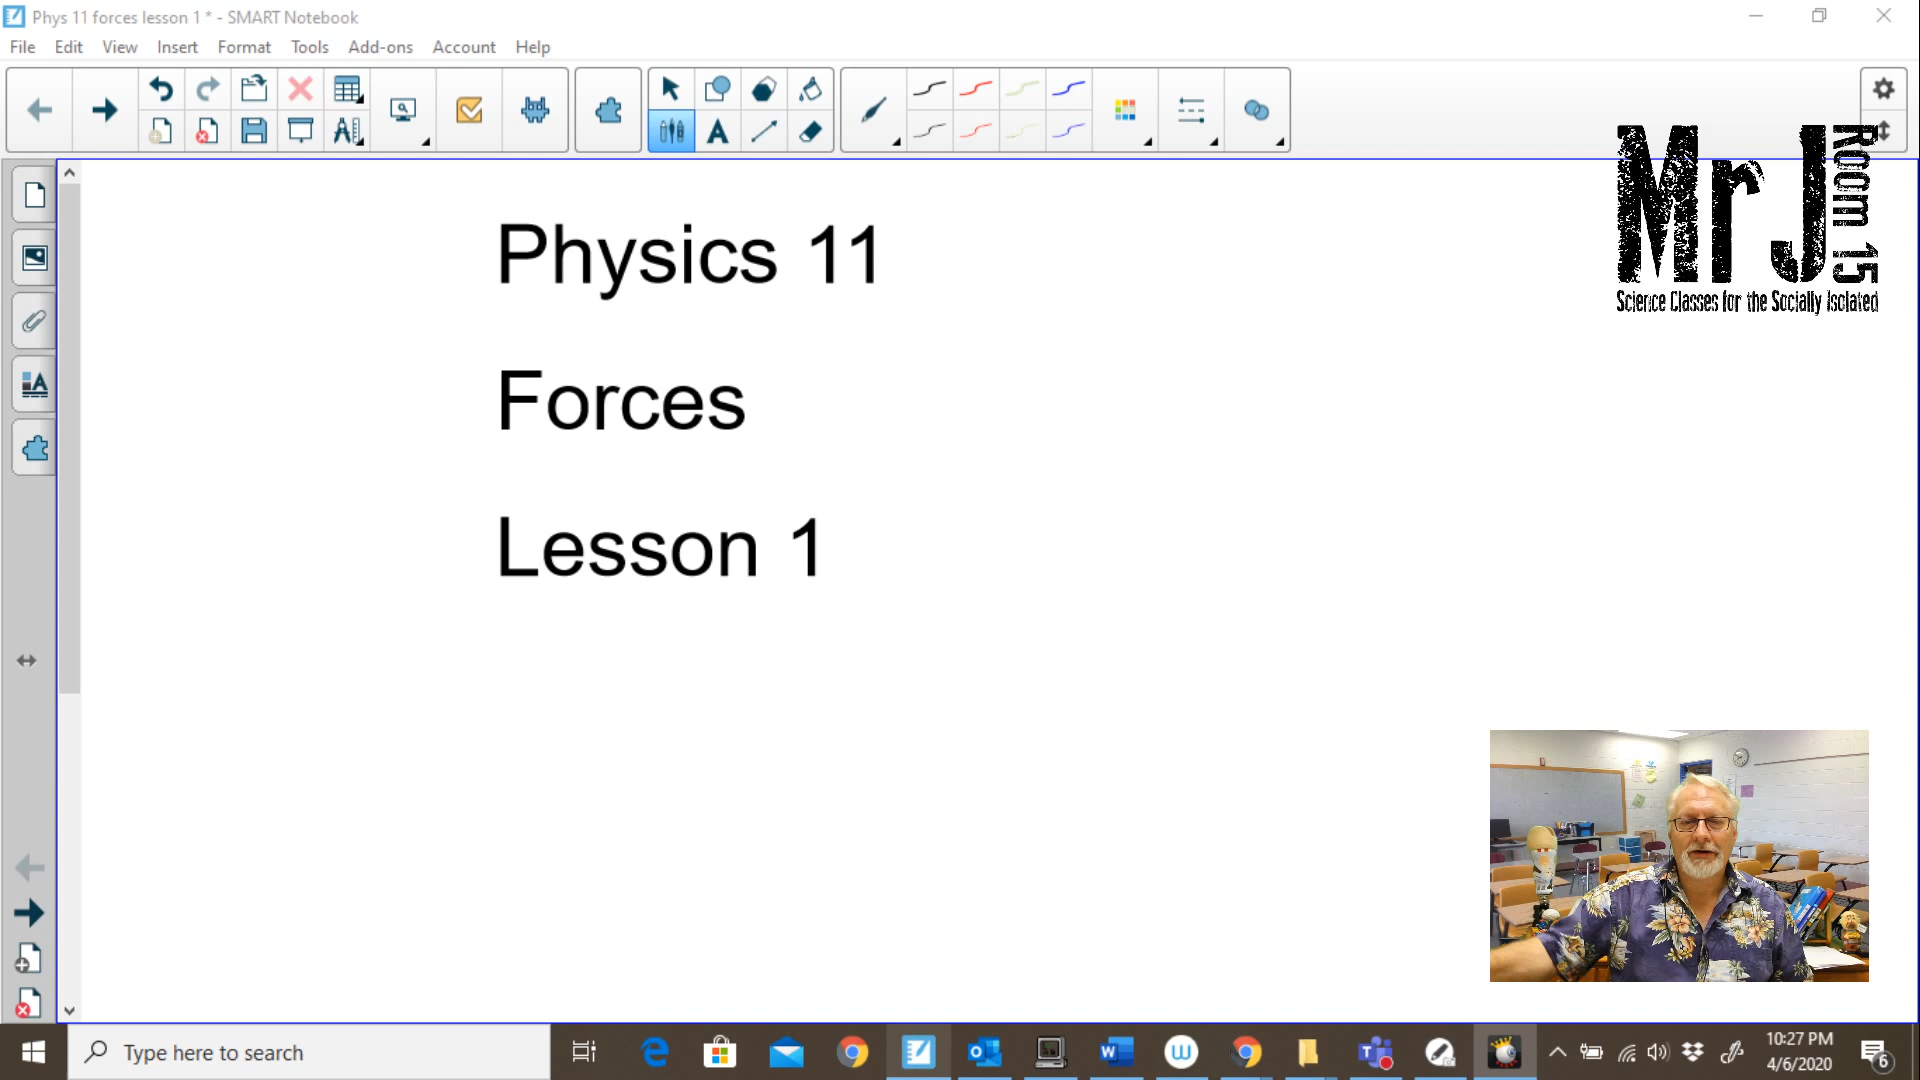 Phys 11 forces lesson 1 * - SMART Notebook
File Edit View Insert Format Tools Add-ons Account Help
Mr J
Room 15
Science Classes for the Socially Isolated
Physics 11
Forces
Lesson 1
Type here to search
10:27 PM
4/6/2020
6